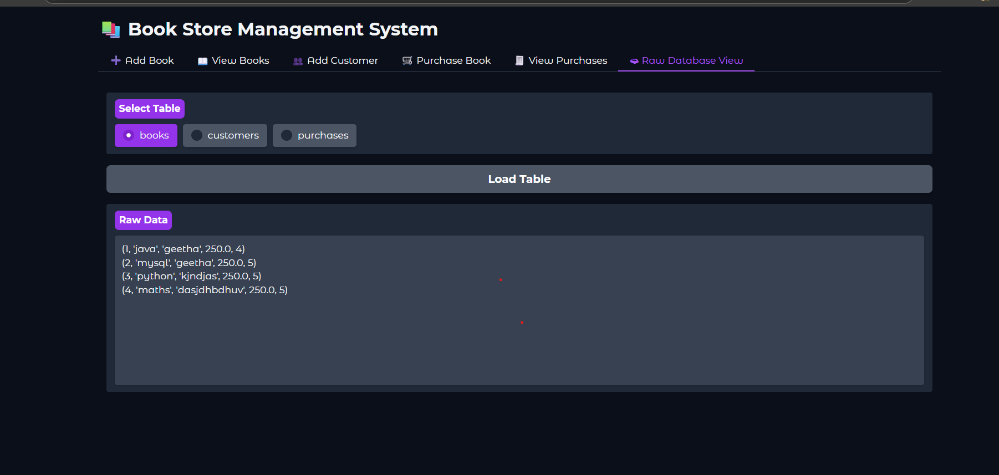 Book Store Management System
Add Book View Books Add Customer Purchase Book View Purchases Raw Database View
Select Table
books customers purchases
Load Table
Raw Data
(1, 'java', 'geetha', 250.0, 4)
(2, 'mysql', 'geetha', 250.0, 5)
(3, 'python', 'kjndjas', 250.0, 5)
(4, 'maths', 'dasjdhbdhuv', 250.0, 5)